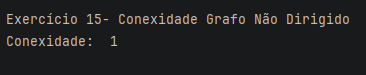 Exercício 15- Conexidade Grafo Não Dirigido
Conexidade:  1